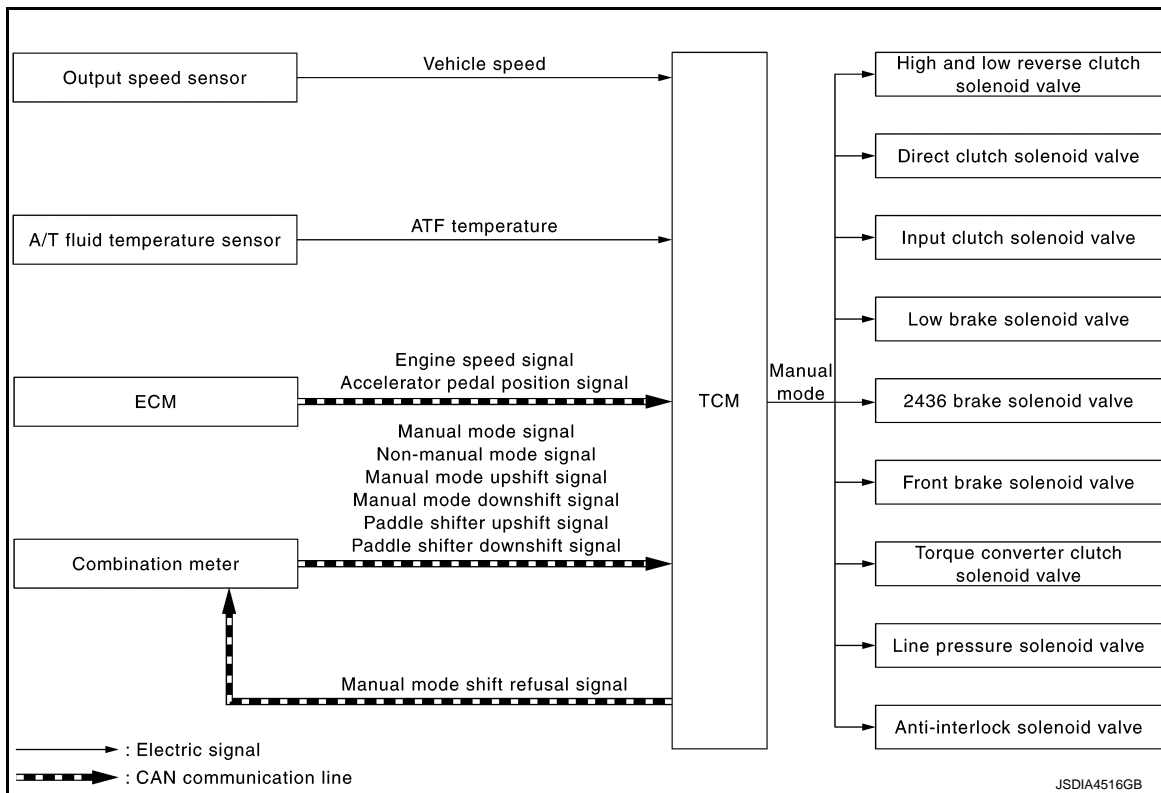 Output speed sensor
Vehicle speed
A/T fluid temperature sensor
ATF temperature
ECM
Engine speed signal
Accelerator pedal position signal
Combination meter
Manual mode signal
Non-manual mode signal
Manual mode upshift signal
Manual mode downshift signal
Paddle shifter upshift signal
Paddle shifter downshift signal
Manual mode shift refusal signal
TCM
Manual
mode
High and low reverse clutch
solenoid valve
Direct clutch solenoid valve
Input clutch solenoid valve
Low brake solenoid valve
2436 brake solenoid valve
Front brake solenoid valve
Torque converter clutch
solenoid valve
Line pressure solenoid valve
Anti-interlock solenoid valve
: Electric signal
: CAN communication line
JSDIA4516GB